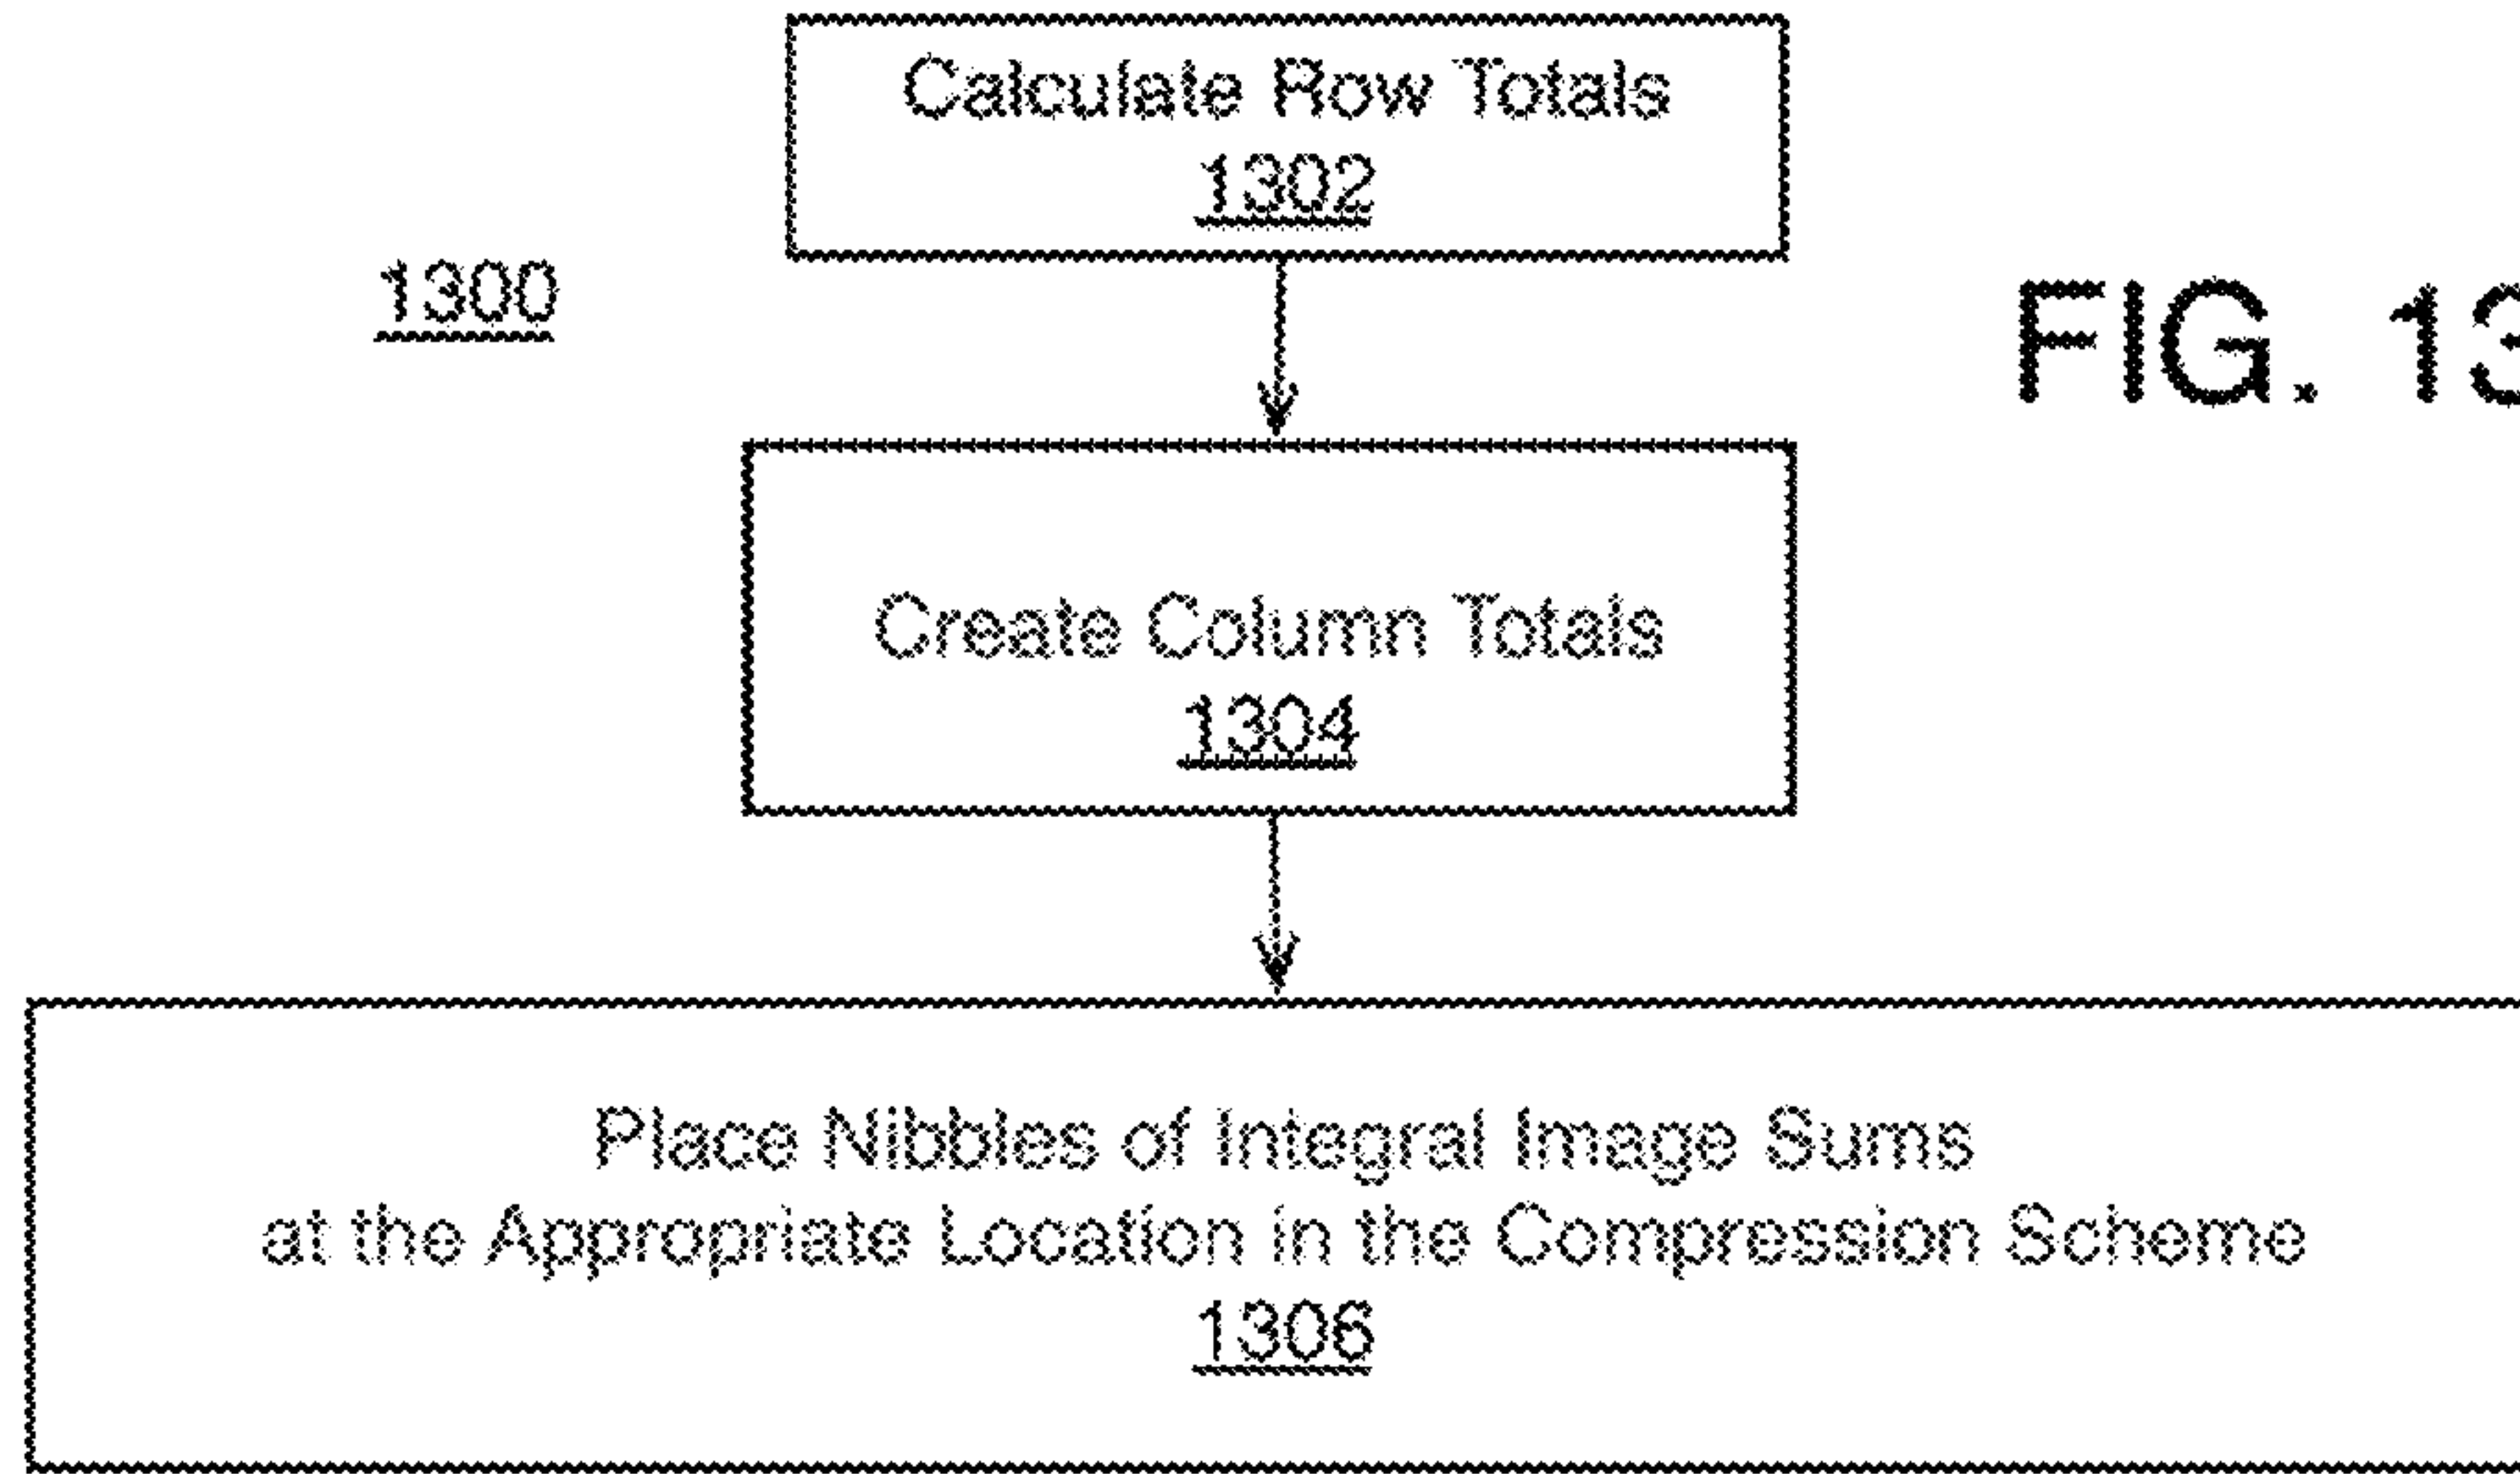 Calculate Row Totals
1302
1300
FIG. 13
Create Column Totals
1304
Place Nibbles of Integral Image Sums
at the Appropriate Location in the Compression Scheme
1306